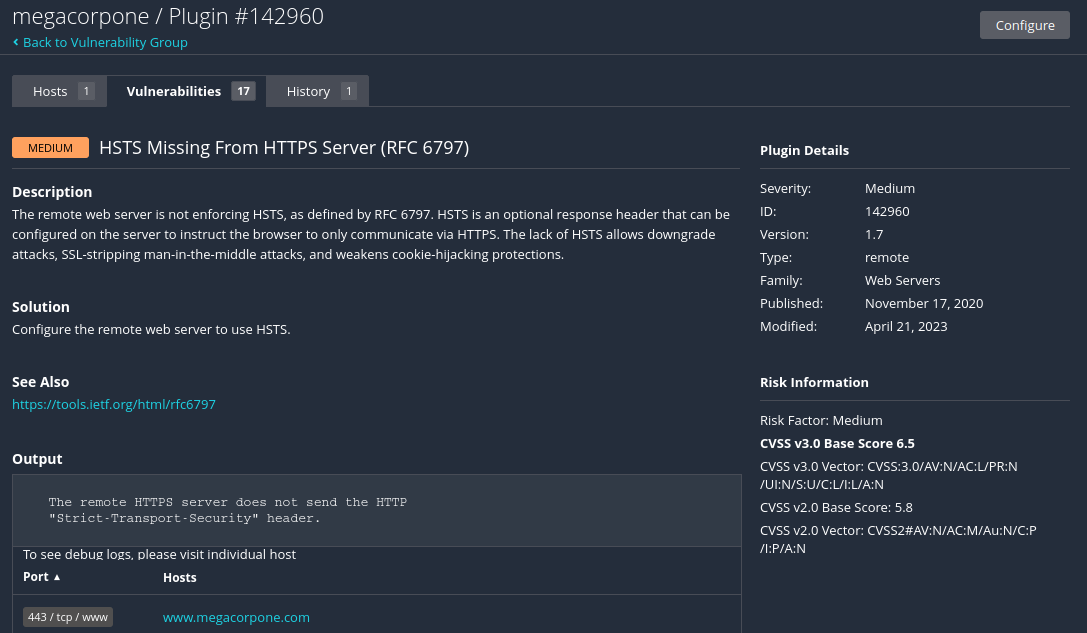 megacorpone / Plugin #142960
Configure
Back to Vulnerability Group
Hosts 1
Vulnerabilities 17
History 1
MEDIUM HSTS Missing From HTTPS Server (RFC 6797)
Description
The remote web server is not enforcing HSTS, as defined by RFC 6797. HSTS is an optional response header that can be
configured on the server to instruct the browser to only communicate via HTTPS. The lack of HSTS allows downgrade
attacks, SSL-stripping man-in-the-middle attacks, and weakens cookie-hijacking protections.
Solution
Configure the remote web server to use HSTS.
See Also
https://tools.ietf.org/html/rfc6797
Output
The remote HTTPS server does not send the HTTP
"Strict-Transport-Security" header.
To see debug logs, please visit individual host
Port ▲ Hosts
443 / tcp / www www.megacorpone.com
Plugin Details
Severity: Medium
ID: 142960
Version: 1.7
Type: remote
Family: Web Servers
Published: November 17, 2020
Modified: April 21, 2023
Risk Information
Risk Factor: Medium
CVSS v3.0 Base Score 6.5
CVSS v3.0 Vector: CVSS:3.0/AV:N/AC:L/PR:N
/UI:N/S:U/C:L/I:L/A:N
CVSS v2.0 Base Score: 5.8
CVSS v2.0 Vector: CVSS2#AV:N/AC:M/Au:N/C:P
/I:P/A:N